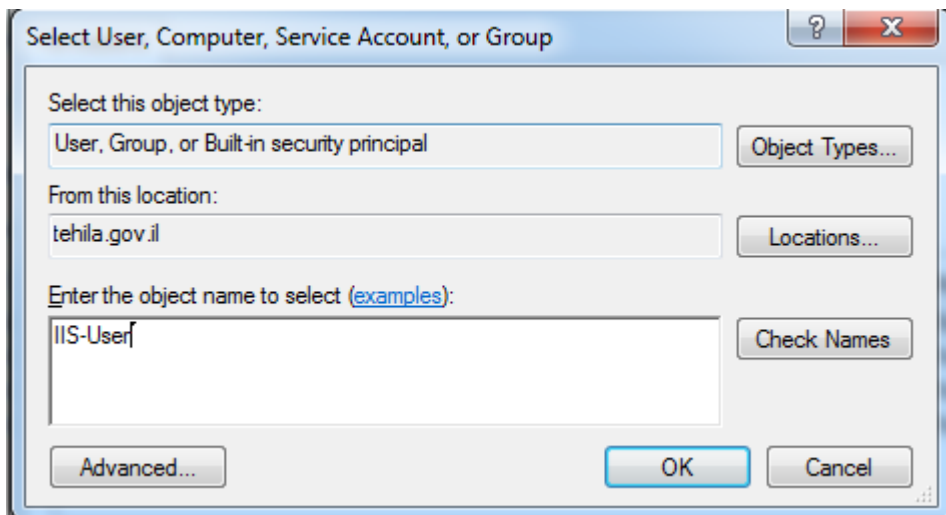 Select User, Computer, Service Account, or Group
Select this object type:
User, Group, or Built-in security principal
Object Types...
From this location:
tehila.gov.il
Locations...
Enter the object name to select (examples):
IIS-User
Check Names
Advanced...
OK
Cancel